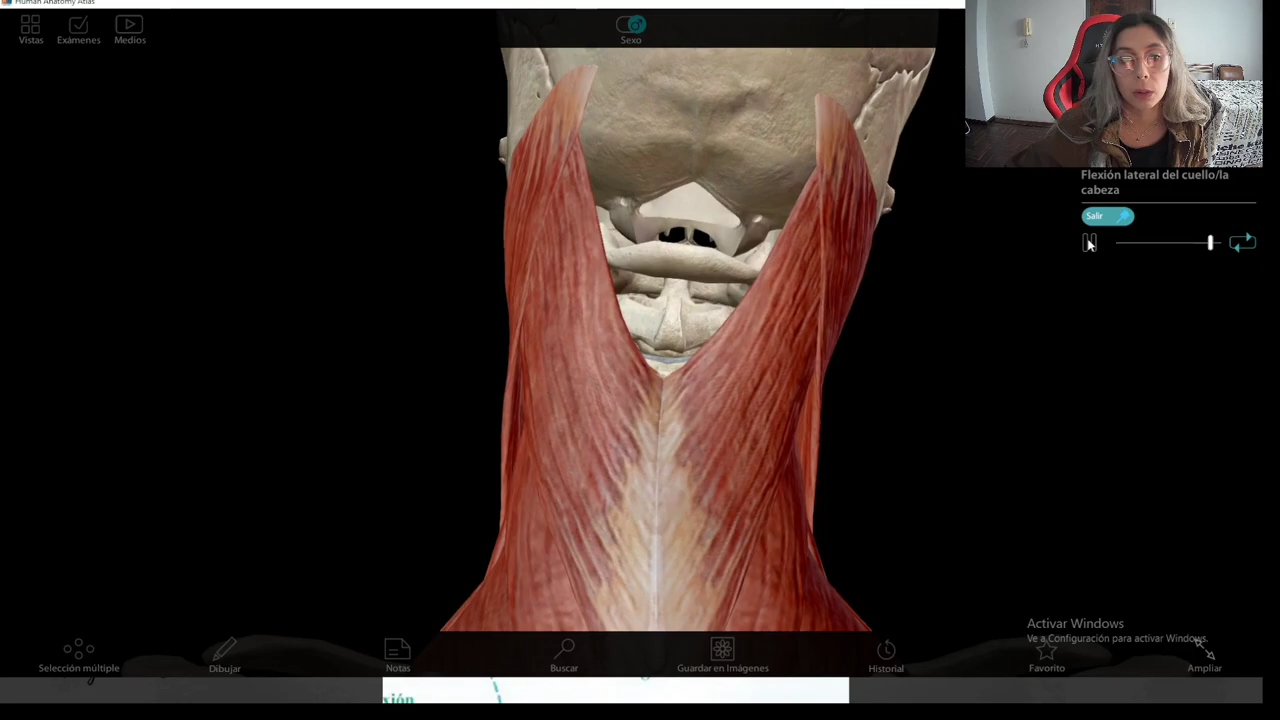 Human Anatomy Atlas
Vistas
Exámenes
Medios
Sexo
Flexión lateral del cuello/la
cabeza
Salir
Activar Windows
Ve a Configuración para activar Windows.
Selección múltiple
Dibujar
Notas
Buscar
Guardar en Imágenes
Historial
Favorito
Ampliar
xión